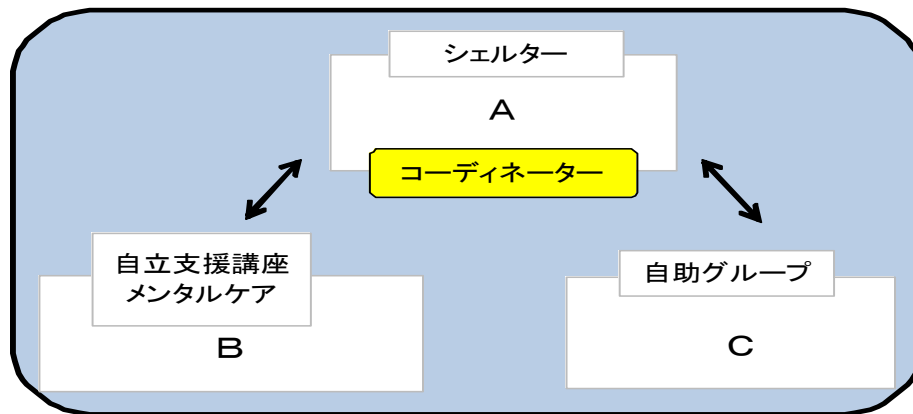 シェルター
A
コーディネーター
自立支援講座
メンタルケア
B
自助グループ
C